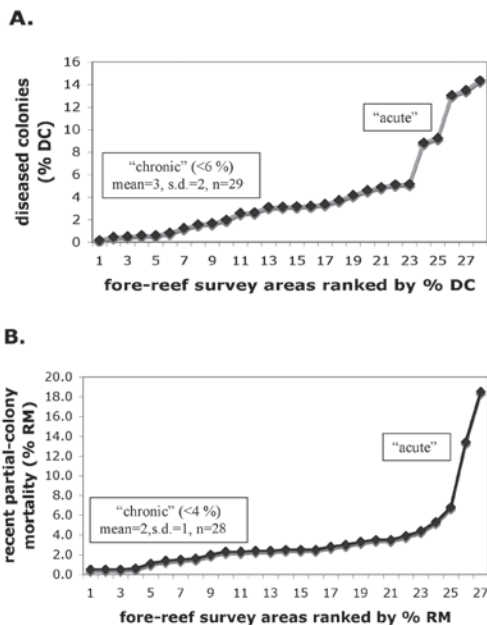 A.
diseased colonies
(% DC)
16
14
12
10
8
6
4
2
0
"acute"
"chronic" (<6 %)
mean=3, s.d.=2, n=29
1 3 5 7 9 11 13 15 17 19 21 23 25 27
fore-reef survey areas ranked by % DC
B.
recent partial-colony
mortality (% RM)
20.0
18.0
16.0
14.0
12.0
10.0
8.0
6.0
4.0
2.0
0.0
"acute"
"chronic" (<4 %)
mean=2,s.d.=1, n=28
1 3 5 7 9 11 13 15 17 19 21 23 25 27
fore-reef survey areas ranked by % RM